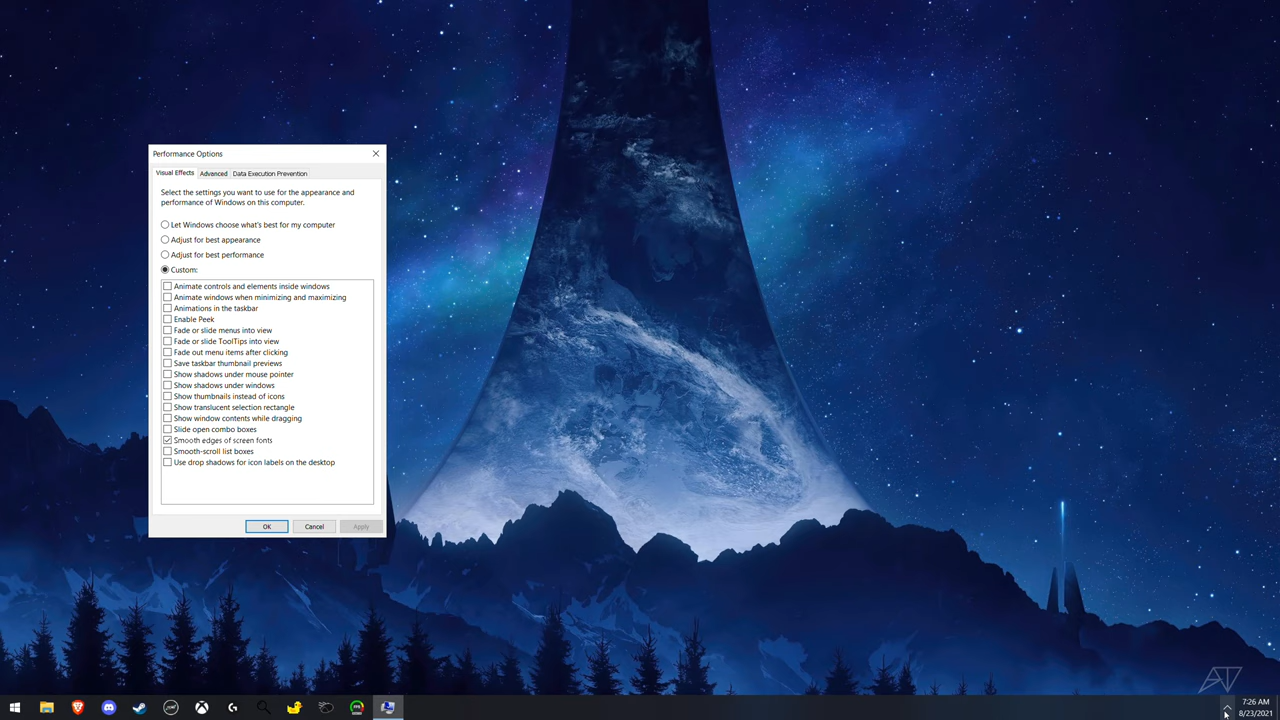 Performance Options
Visual Effects
Advanced
Data Execution Prevention
Select the settings you want to use for the appearance and
performance of Windows on this computer.
Let Windows choose what's best for my computer
Adjust for best appearance
Adjust for best performance
Custom:
Animate controls and elements inside windows
Animate windows when minimizing and maximizing
Animations in the taskbar
Enable Peek
Fade or slide menus into view
Fade or slide ToolTips into view
Fade out menu items after clicking
Save taskbar thumbnail previews
Show shadows under mouse pointer
Show shadows under windows
Show thumbnails instead of icons
Show translucent selection rectangle
Show window contents while dragging
Slide open combo boxes
Smooth edges of screen fonts
Smooth-scroll list boxes
Use drop shadows for icon labels on the desktop
OK
Cancel
Apply
7:26 AM
8/23/2021